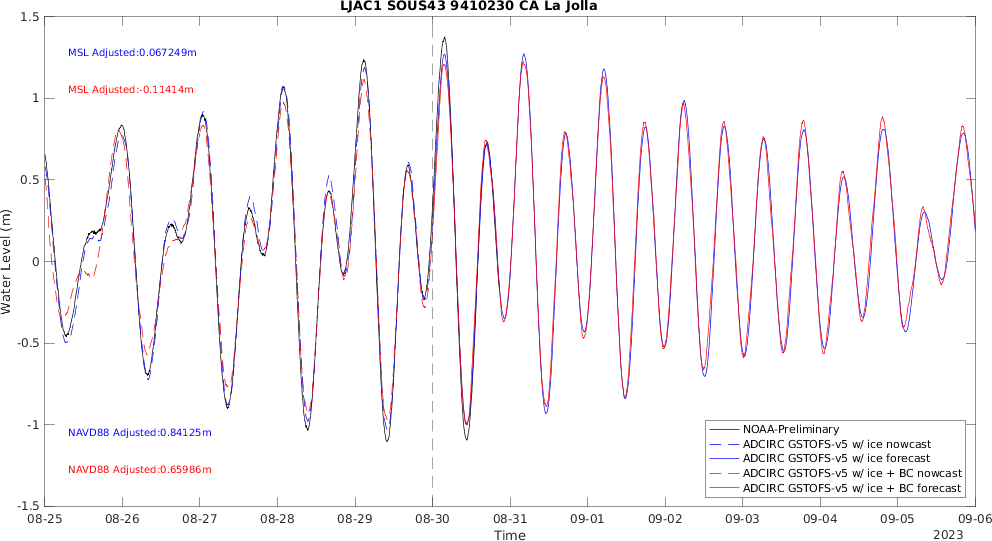 LJAC1 SOUS43 9410230 CA La Jolla
MSL Adjusted:0.067249m
MSL Adjusted:-0.11414m
NAVD88 Adjusted:0.84125m
NAVD88 Adjusted:0.65986m
Water Level (m)
1.5
1
0.5
0
-0.5
-1
-1.5
NOAA-Preliminary
ADCIRC GSTOFS-v5 w/ ice nowcast
ADCIRC GSTOFS-v5 w/ ice forecast
ADCIRC GSTOFS-v5 w/ ice + BC nowcast
ADCIRC GSTOFS-v5 w/ ice + BC forecast
08-25 08-26 08-27 08-28 08-29 08-30 08-31 09-01 09-02 09-03 09-04 09-05 09-06
Time
2023